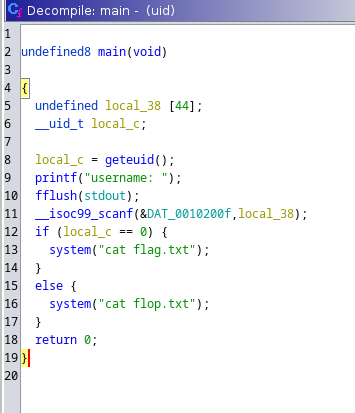 Decompile: main - (uid)
1
2 undefined8 main(void)
3
4 {
5 undefined local_38 [44];
6 __uid_t local_c;
7
8 local_c = geteuid();
9 printf("username: ");
10 fflush(stdout);
11 __isoc99_scanf(&DAT_0010200f,local_38);
12 if (local_c == 0) {
13 system("cat flag.txt");
14 }
15 else {
16 system("cat flop.txt");
17 }
18 return 0;
19 }
20